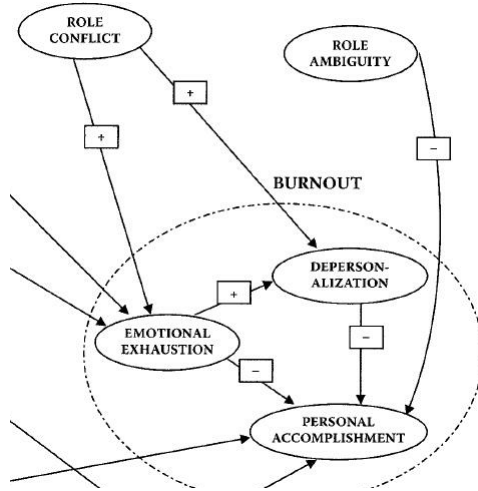 ROLE
CONFLICT
ROLE
AMBIGUITY
+
+
−
BURNOUT
DEPERSON-
ALIZATION
+
EMOTIONAL
EXHAUSTION
−
−
PERSONAL
ACCOMPLISHMENT